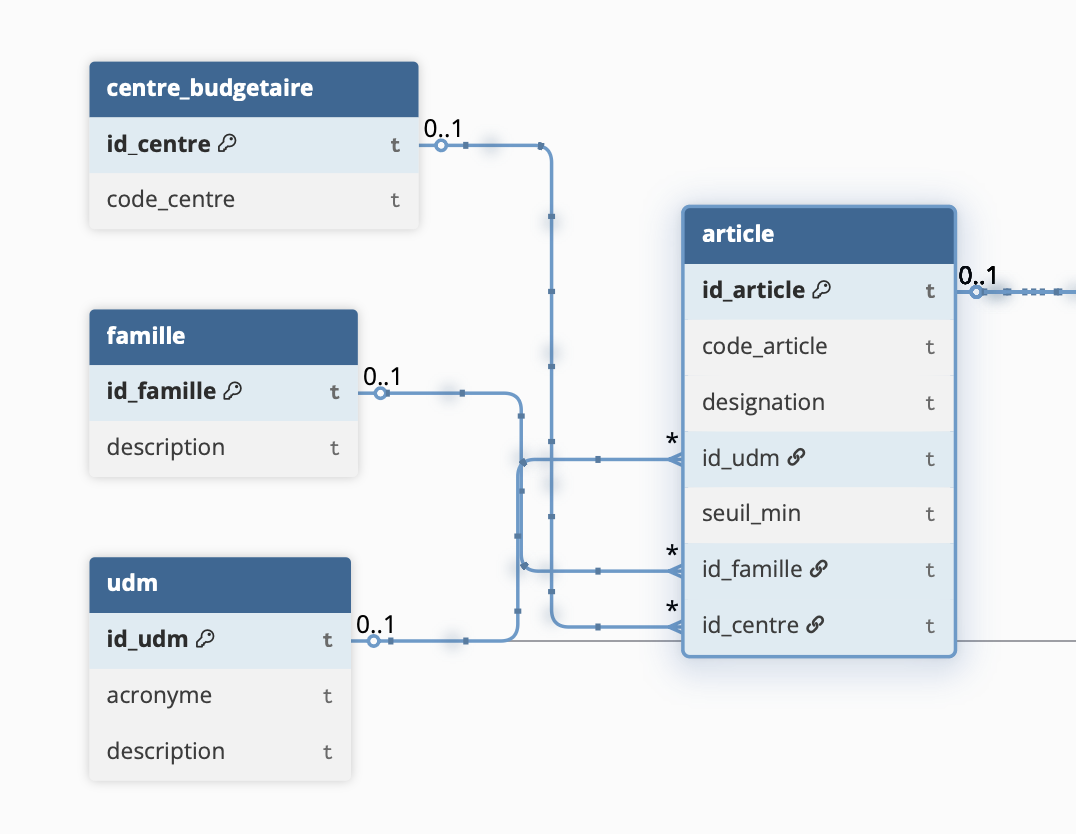 centre_budgetaire
id_centre t
code_centre t
0..1
famille
id_famille t
description t
0..1
udm
id_udm t
acronyme t
description t
0..1
article
id_article t
code_article t
designation t
id_udm t
seuil_min t
id_famille t
id_centre t
0..1
*
*
*